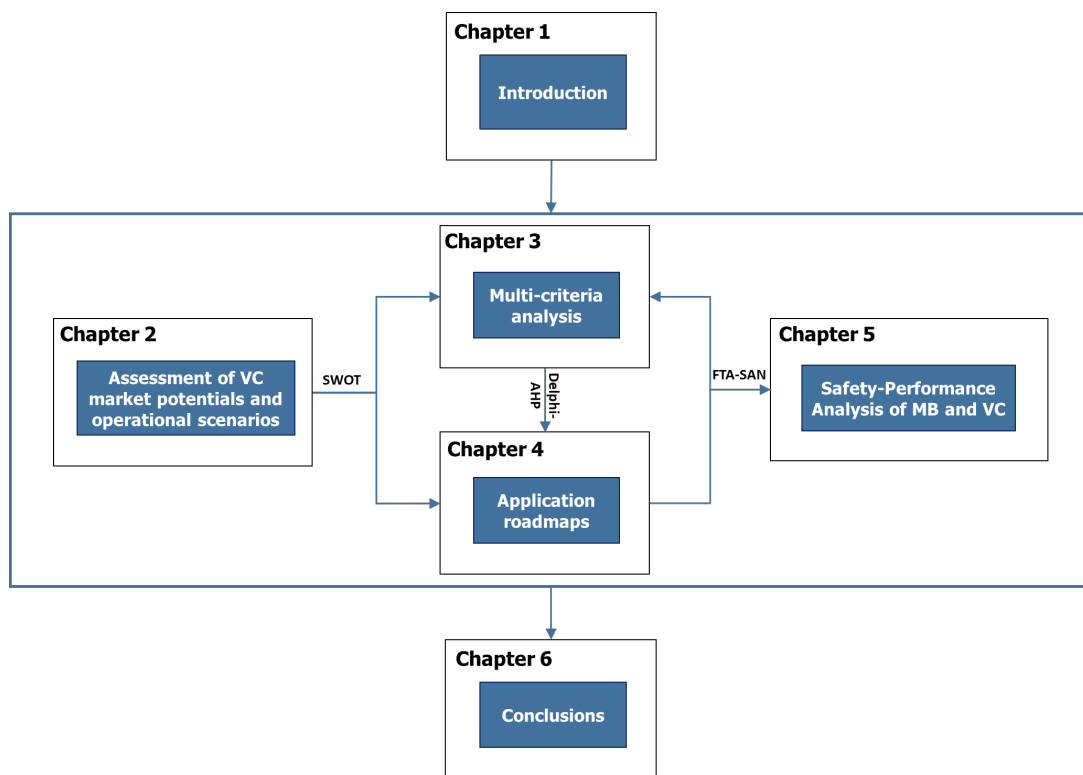 Chapter 1
Introduction
Chapter 3
Multi-criteria
analysis
Chapter 2
Assessment of VC
market potentials and
operational scenarios
SWOT
Delphi-
AHP
FTA-SAN
Chapter 5
Safety-Performance
Analysis of MB and VC
Chapter 4
Application
roadmaps
Chapter 6
Conclusions